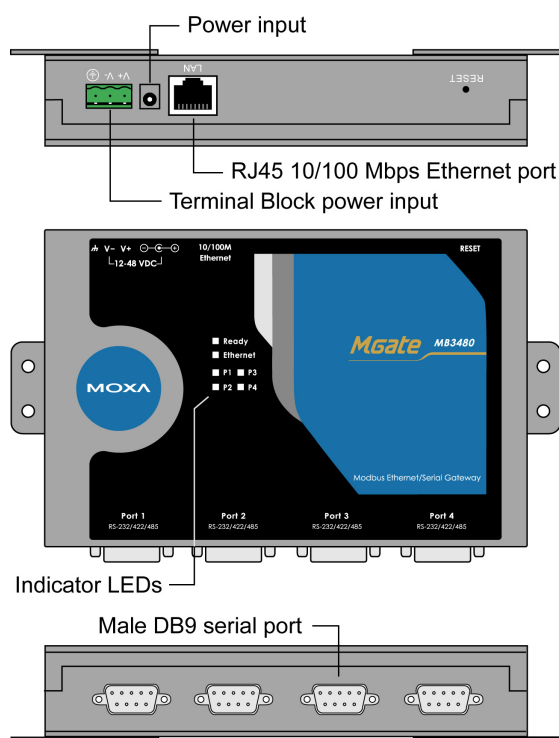 Power input
V- V+
LAN
RESET
RJ45 10/100 Mbps Ethernet port
Terminal Block power input
V- V+
12-48 VDC
10/100M
Ethernet
RESET
Ready
Ethernet
P1 P3
P2 P4
MGate MB3480
MOXA
Modbus Ethernet/Serial Gateway
Port 1 Port 2 Port 3 Port 4
RS-232/422/485 RS-232/422/485 RS-232/422/485 RS-232/422/485
Indicator LEDs
Male DB9 serial port